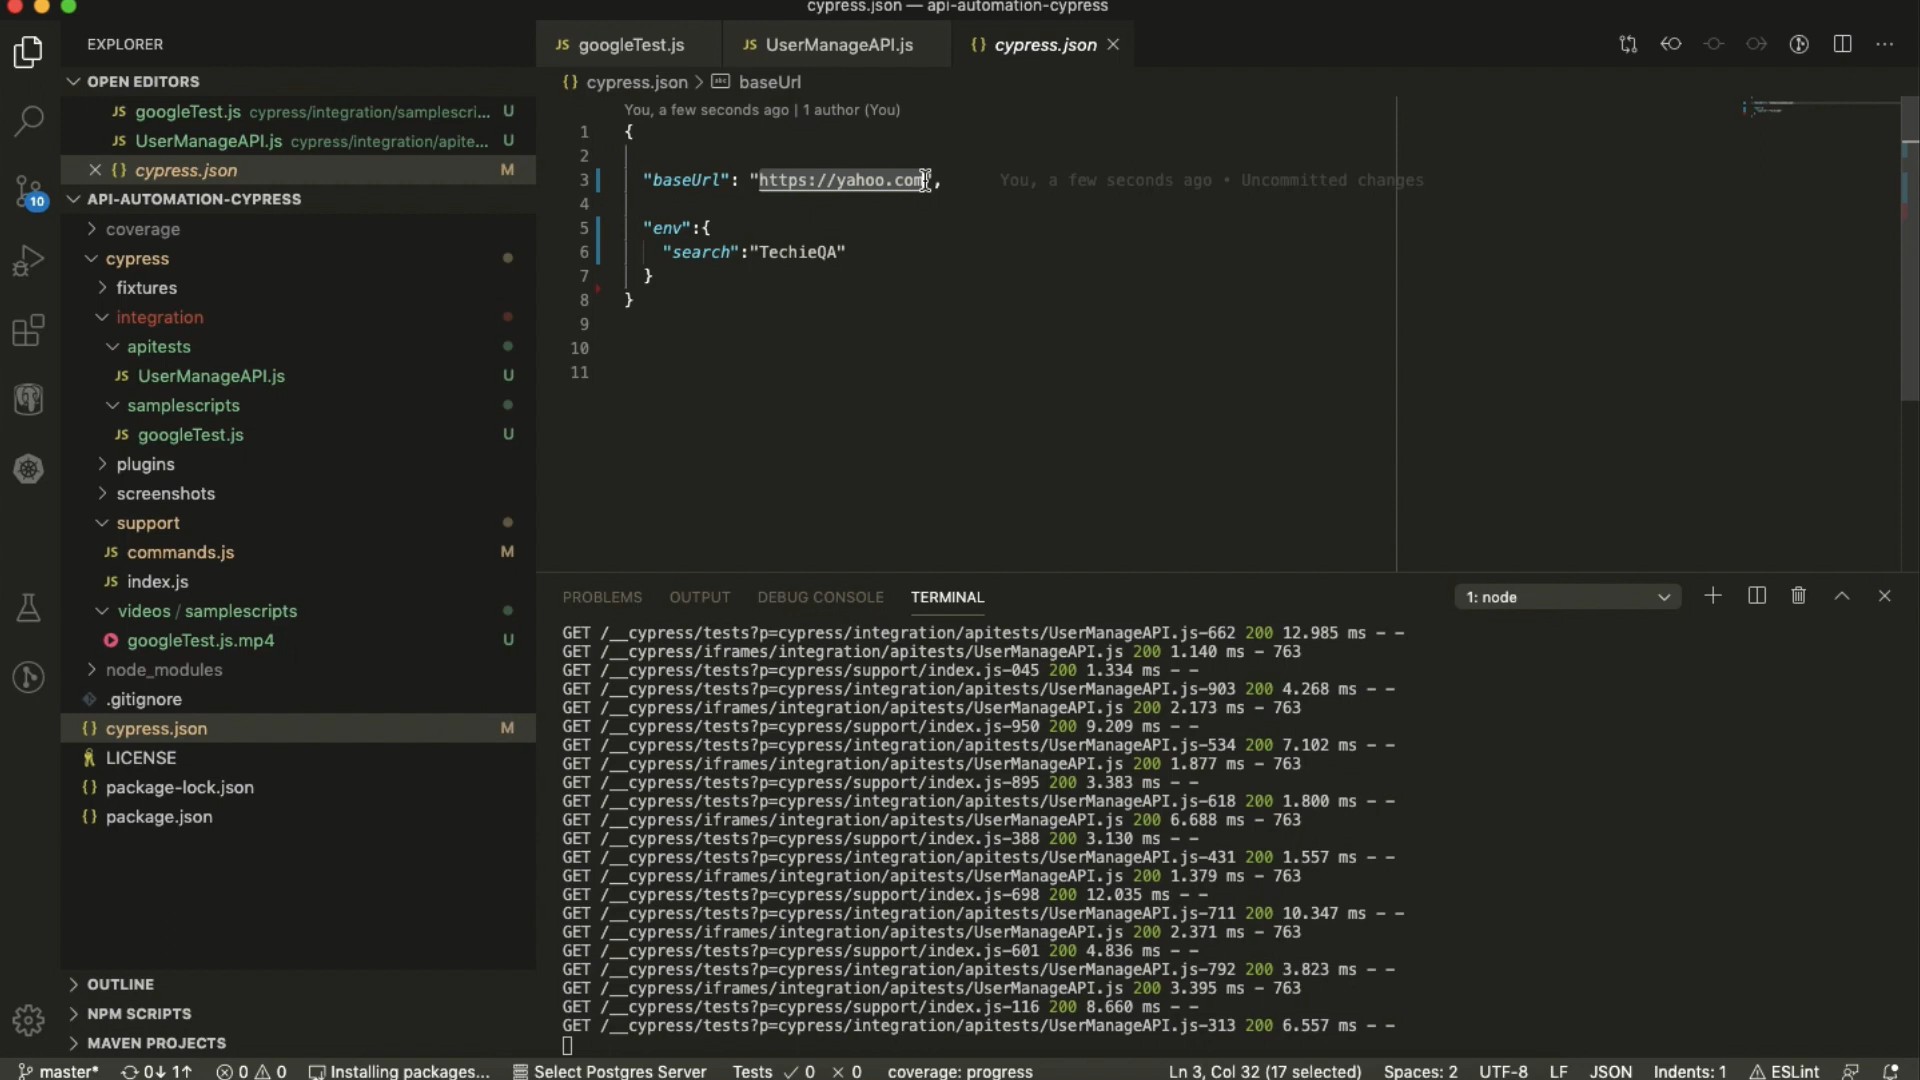 cypress.json — api-automation-cypress
EXPLORER
OPEN EDITORS
JS googleTest.js cypress/integration/samplescri... U
JS UserManageAPI.js cypress/integration/apite... U
{} cypress.json M
API-AUTOMATION-CYPRESS
coverage
cypress
fixtures
integration
apitests
JS UserManageAPI.js U
samplescripts
JS googleTest.js U
plugins
screenshots
support
JS commands.js M
JS index.js
videos / samplescripts
googleTest.js.mp4 U
node_modules
.gitignore
{} cypress.json M
LICENSE
{} package-lock.json
{} package.json
OUTLINE
NPM SCRIPTS
MAVEN PROJECTS
10
JS googleTest.js JS UserManageAPI.js {} cypress.json
{} cypress.json > abc baseUrl
You, a few seconds ago | 1 author (You)
1 {
2
3 "baseUrl": "https://yahoo.com", You, a few seconds ago • Uncommitted changes
4
5 "env":{
6 "search":"TechieQA"
7 }
8 }
9
10
11
PROBLEMS OUTPUT DEBUG CONSOLE TERMINAL 1: node
GET /__cypress/tests?p=cypress/integration/apitests/UserManageAPI.js-662 200 12.985 ms - -
GET /__cypress/iframes/integration/apitests/UserManageAPI.js 200 1.140 ms - 763
GET /__cypress/tests?p=cypress/support/index.js-045 200 1.334 ms - -
GET /__cypress/tests?p=cypress/integration/apitests/UserManageAPI.js-903 200 4.268 ms - -
GET /__cypress/iframes/integration/apitests/UserManageAPI.js 200 2.173 ms - 763
GET /__cypress/tests?p=cypress/support/index.js-950 200 9.209 ms - -
GET /__cypress/tests?p=cypress/integration/apitests/UserManageAPI.js-534 200 7.102 ms - -
GET /__cypress/iframes/integration/apitests/UserManageAPI.js 200 1.877 ms - 763
GET /__cypress/tests?p=cypress/support/index.js-895 200 3.383 ms - -
GET /__cypress/tests?p=cypress/integration/apitests/UserManageAPI.js-618 200 1.800 ms - -
GET /__cypress/iframes/integration/apitests/UserManageAPI.js 200 6.688 ms - 763
GET /__cypress/tests?p=cypress/support/index.js-388 200 3.130 ms - -
GET /__cypress/tests?p=cypress/integration/apitests/UserManageAPI.js-431 200 1.557 ms - -
GET /__cypress/iframes/integration/apitests/UserManageAPI.js 200 1.379 ms - 763
GET /__cypress/tests?p=cypress/support/index.js-698 200 12.035 ms - -
GET /__cypress/tests?p=cypress/integration/apitests/UserManageAPI.js-711 200 10.347 ms - -
GET /__cypress/iframes/integration/apitests/UserManageAPI.js 200 2.371 ms - 763
GET /__cypress/tests?p=cypress/support/index.js-601 200 4.836 ms - -
GET /__cypress/tests?p=cypress/integration/apitests/UserManageAPI.js-792 200 3.823 ms - -
GET /__cypress/iframes/integration/apitests/UserManageAPI.js 200 3.395 ms - 763
GET /__cypress/tests?p=cypress/support/index.js-116 200 8.660 ms - -
GET /__cypress/tests?p=cypress/integration/apitests/UserManageAPI.js-313 200 6.557 ms - -
master* 0↓ 1↑ 0 0 Installing packages... Select Postgres Server Tests ✓ 0 × 0 coverage: progress Ln 3, Col 32 (17 selected) Spaces: 2 UTF-8 LF JSON Indents: 1 ESLint